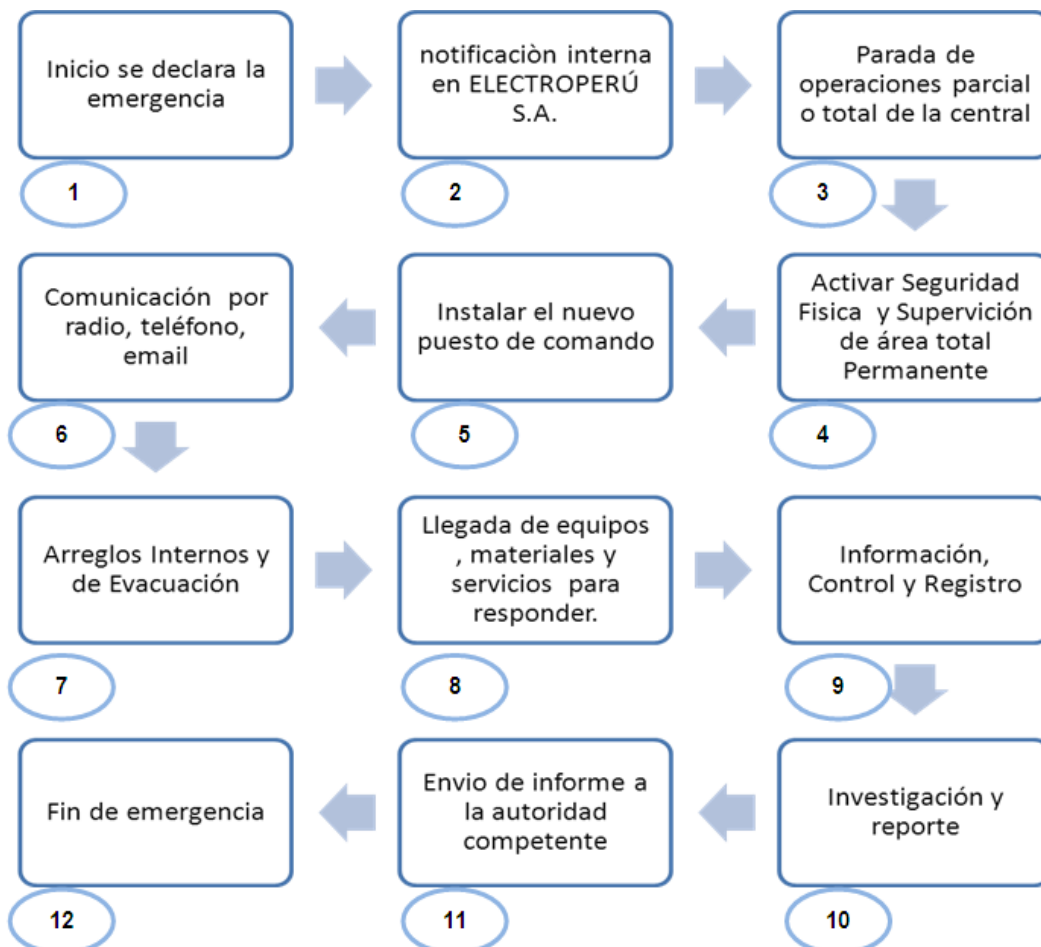 Inicio se declara la
emergencia
1
notificaciòn interna
en ELECTROPERÚ
S.A.
2
Parada de
operaciones parcial
o total de la central
3
Activar Seguridad
Fisica y Supervición
de área total
Permanente
4
Instalar el nuevo
puesto de comando
5
Comunicación por
radio, teléfono,
email
6
Arreglos Internos y
de Evacuación
7
Llegada de equipos
, materiales y
servicios para
responder.
8
Información,
Control y Registro
9
Investigación y
reporte
10
Envio de informe a
la autoridad
competente
11
Fin de emergencia
12